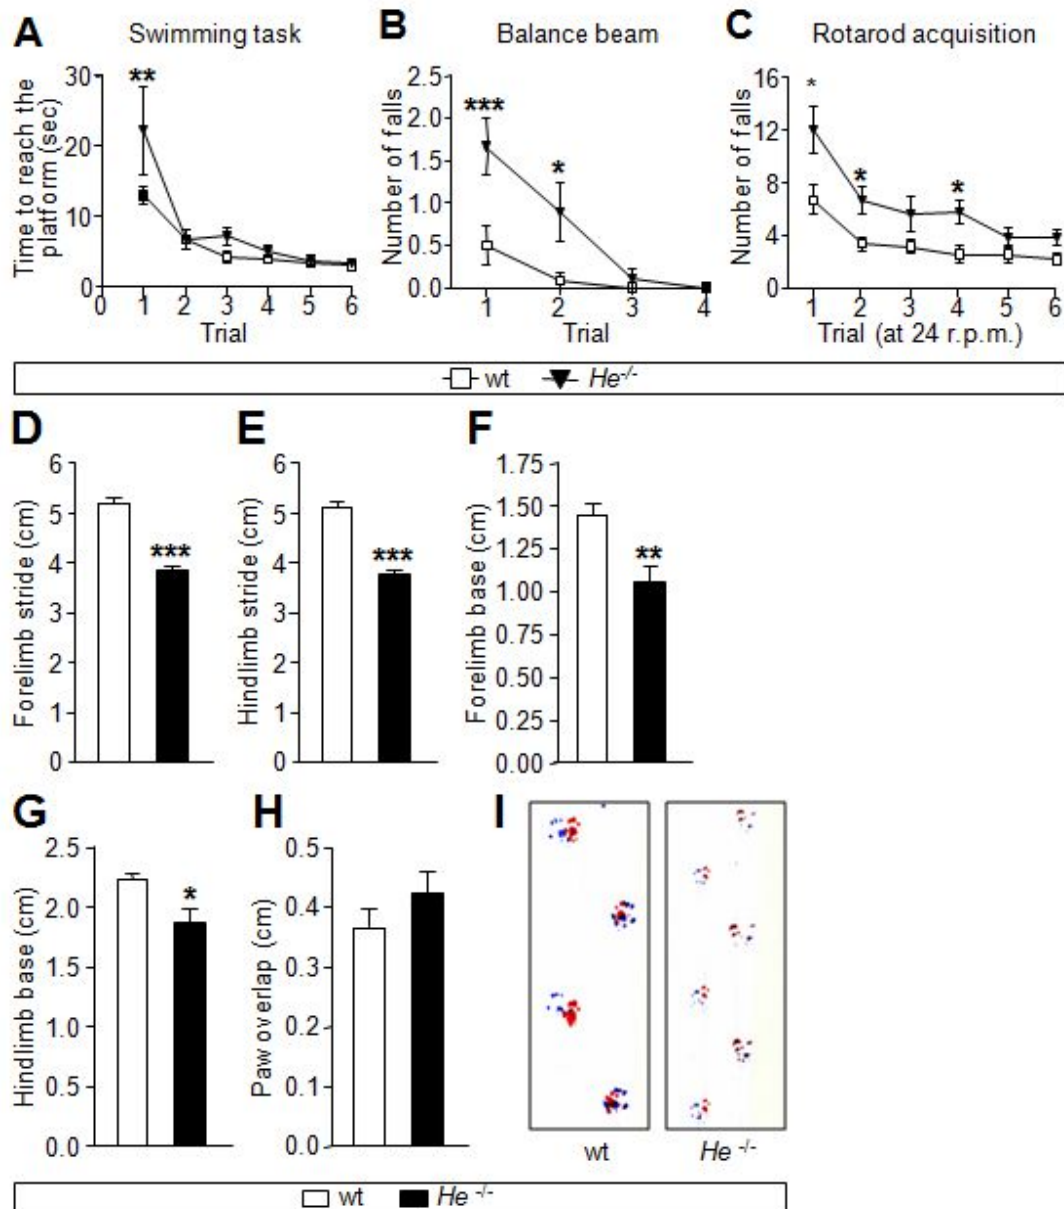 A Swimming task
Time to reach the
platform (sec)
30
20
10
0
**
0 1 2 3 4 5 6
Trial
B Balance beam
Number of falls
2.5
2.0
1.5
1.0
0.5
0.0
***
*
1 2 3 4
Trial
C Rotarod acquisition
Number of falls
16
12
8
4
0
*
*
*
1 2 3 4 5 6
Trial (at 24 r.p.m.)
wt He-/-
D
Forelimb stride (cm)
6
5
4
3
2
1
0
***
E
Hindlimb stride (cm)
6
5
4
3
2
1
0
***
F
Forelimb base (cm)
1.75
1.50
1.25
1.00
0.75
0.50
0.25
0.00
**
G
Hindlimb base (cm)
2.5
2.0
1.5
1.0
0.5
0.0
*
H
Paw overlap (cm)
0.5
0.4
0.3
0.2
0.1
0.0
I
wt He -/-
wt He -/-